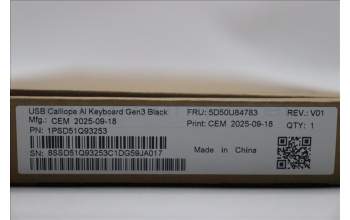 USB Calliope AI Keyboard Gen3 Black
FRU: 5D50U84783
REV.: V01
Mfg.: CEM 2025-09-18
Print: CEM 2025-09-18
QTY: 1
PN: 1PSD51Q93253
Made in China
SN: 8SSD51Q93253C1DG59JA017